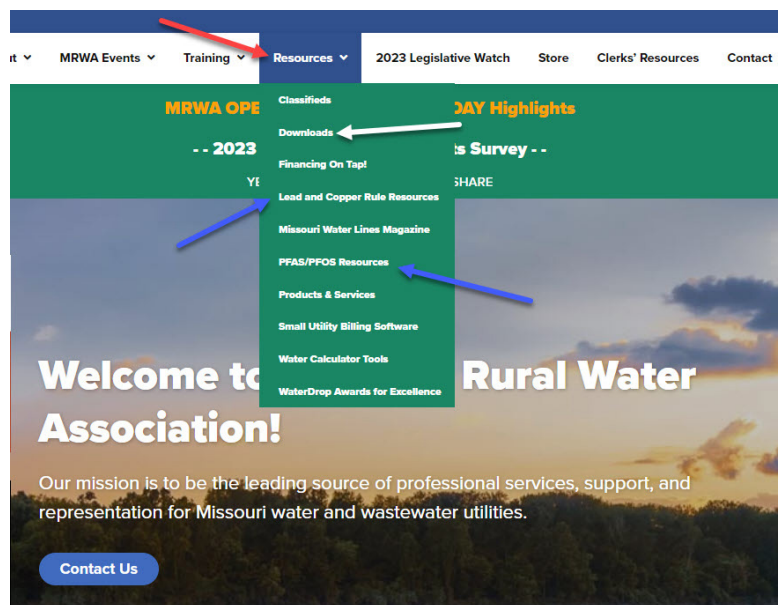 MRWA Events Training Resources 2023 Legislative Watch Store Clerks' Resources Contact
Classifieds
MRWA DAY Highlights
Downloads
- - 2023 Survey - -
Financing On Tap!
SHARE
Lead and Copper Rule Resources
Missouri Water Lines Magazine
PFAS/PFOS Resources
Products & Services
Small Utility Billing Software
Water Calculator Tools
WaterDrop Awards for Excellence
Welcome Rural Water
Association!
Our mission is to be the leading source of professional services, support, and
representation for Missouri water and wastewater utilities.
Contact Us